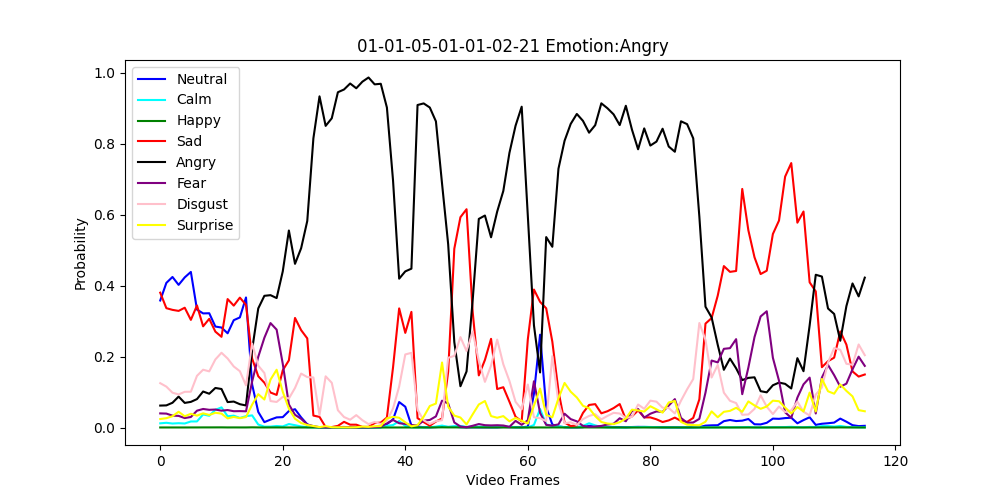 01-01-05-01-01-02-21 Emotion:Angry
Neutral
Calm
Happy
Sad
Angry
Fear
Disgust
Surprise
1.0
0.8
0.6
0.4
0.2
0.0
Probability
0 20 40 60 80 100 120
Video Frames